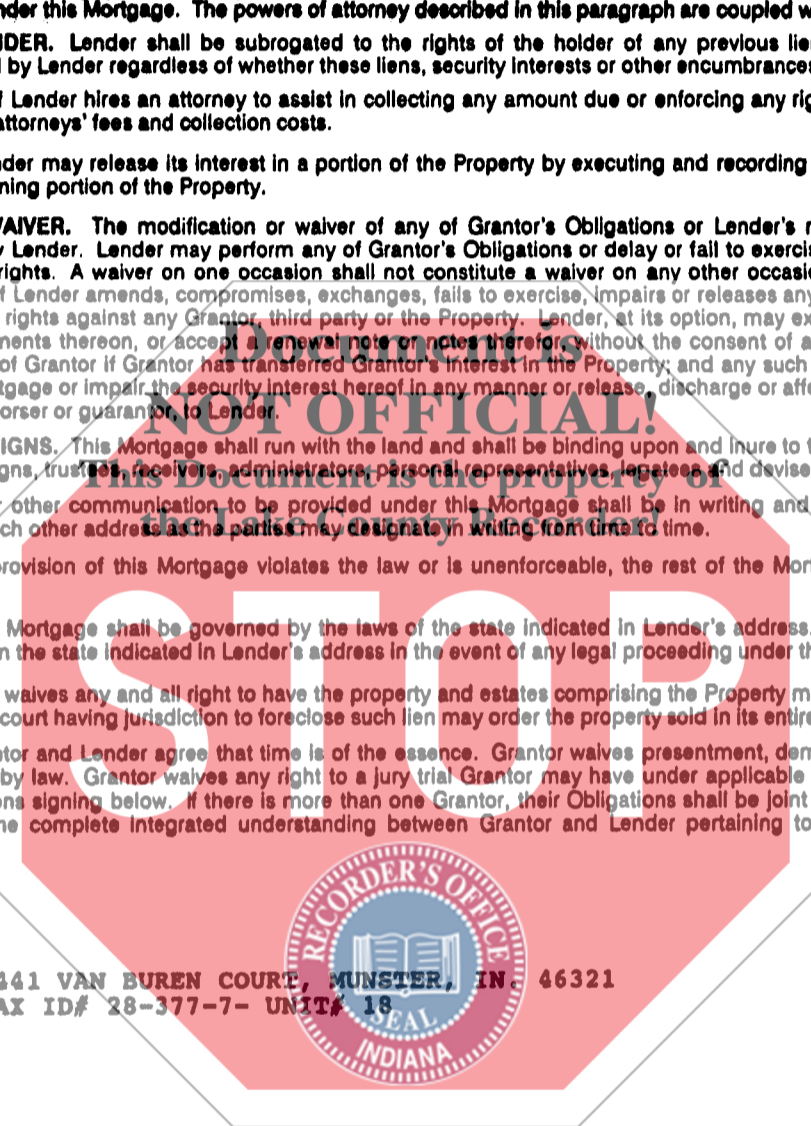 nder this Mortgage. The powers of attorney described in this paragraph are coupled w
NDER. Lender shall be subrogated to the rights of the holder of any previous lie
d by Lender regardless of whether these liens, security interests or other encumbrances
f Lender hires an attorney to assist in collecting any amount due or enforcing any rig
attorneys' fees and collection costs.
nder may release its interest in a portion of the Property by executing and recording
ning portion of the Property.
WAIVER. The modification or waiver of any of Grantor's Obligations or Lender's r
y Lender. Lender may perform any of Grantor's Obligations or delay or fail to exercis
rights. A waiver on one occasion shall not constitute a waiver on any other occasio
f Lender amends, compromises, exchanges, fails to exercise, impairs or releases any
rights against any Grantor, third party or the Property. Lender, at its option, may ex
ments thereon, or accept a renewal note or notes therefor, without the consent of a
of Grantor if Grantor has transferred Grantor's interest in the Property; and any such
tgage or impair the security interest hereof in any manner or release, discharge or aff
orser or guarantor, to Lender.
Document is
NOT OFFICIAL!
This Document is the property of
the Lake County Recorder!
IGNS. This Mortgage shall run with the land and shall be binding upon and inure to t
gns, trustees, receivers, administrators, personal representatives, legatees and devise
r other communication to be provided under this Mortgage shall be in writing and
ch other address as the parties may designate in writing from time to time.
rovision of this Mortgage violates the law or is unenforceable, the rest of the Mor
Mortgage shall be governed by the laws of the state indicated in Lender's address.
n the state indicated in Lender's address in the event of any legal proceeding under th
waives any and all right to have the property and estates comprising the Property m
court having jurisdiction to foreclose such lien may order the property sold in its entire
STOP
tor and Lender agree that time is of the essence. Grantor waives presentment, dem
by law. Grantor waives any right to a jury trial Grantor may have under applicable
ons signing below. If there is more than one Grantor, their Obligations shall be joint
he complete integrated understanding between Grantor and Lender pertaining to
RECORDER'S OFFICE
SEAL
INDIANA
441 VAN BUREN COURT, MUNSTER, IN. 46321
AX ID# 28-377-7- UNIT# 18